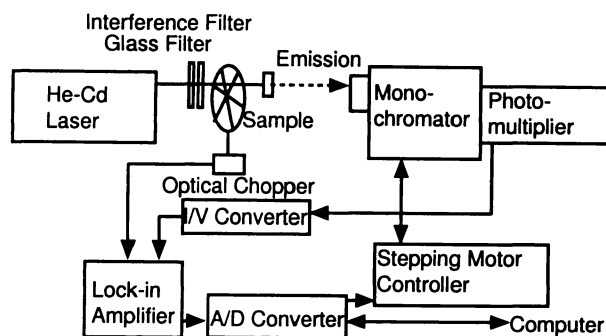 Interference Filter
Glass Filter
Emission
He-Cd
Laser
Sample
Mono-
chromator
Photo-
multiplier
Optical Chopper
I/V Converter
Stepping Motor
Controller
Lock-in
Amplifier
A/D Converter
Computer